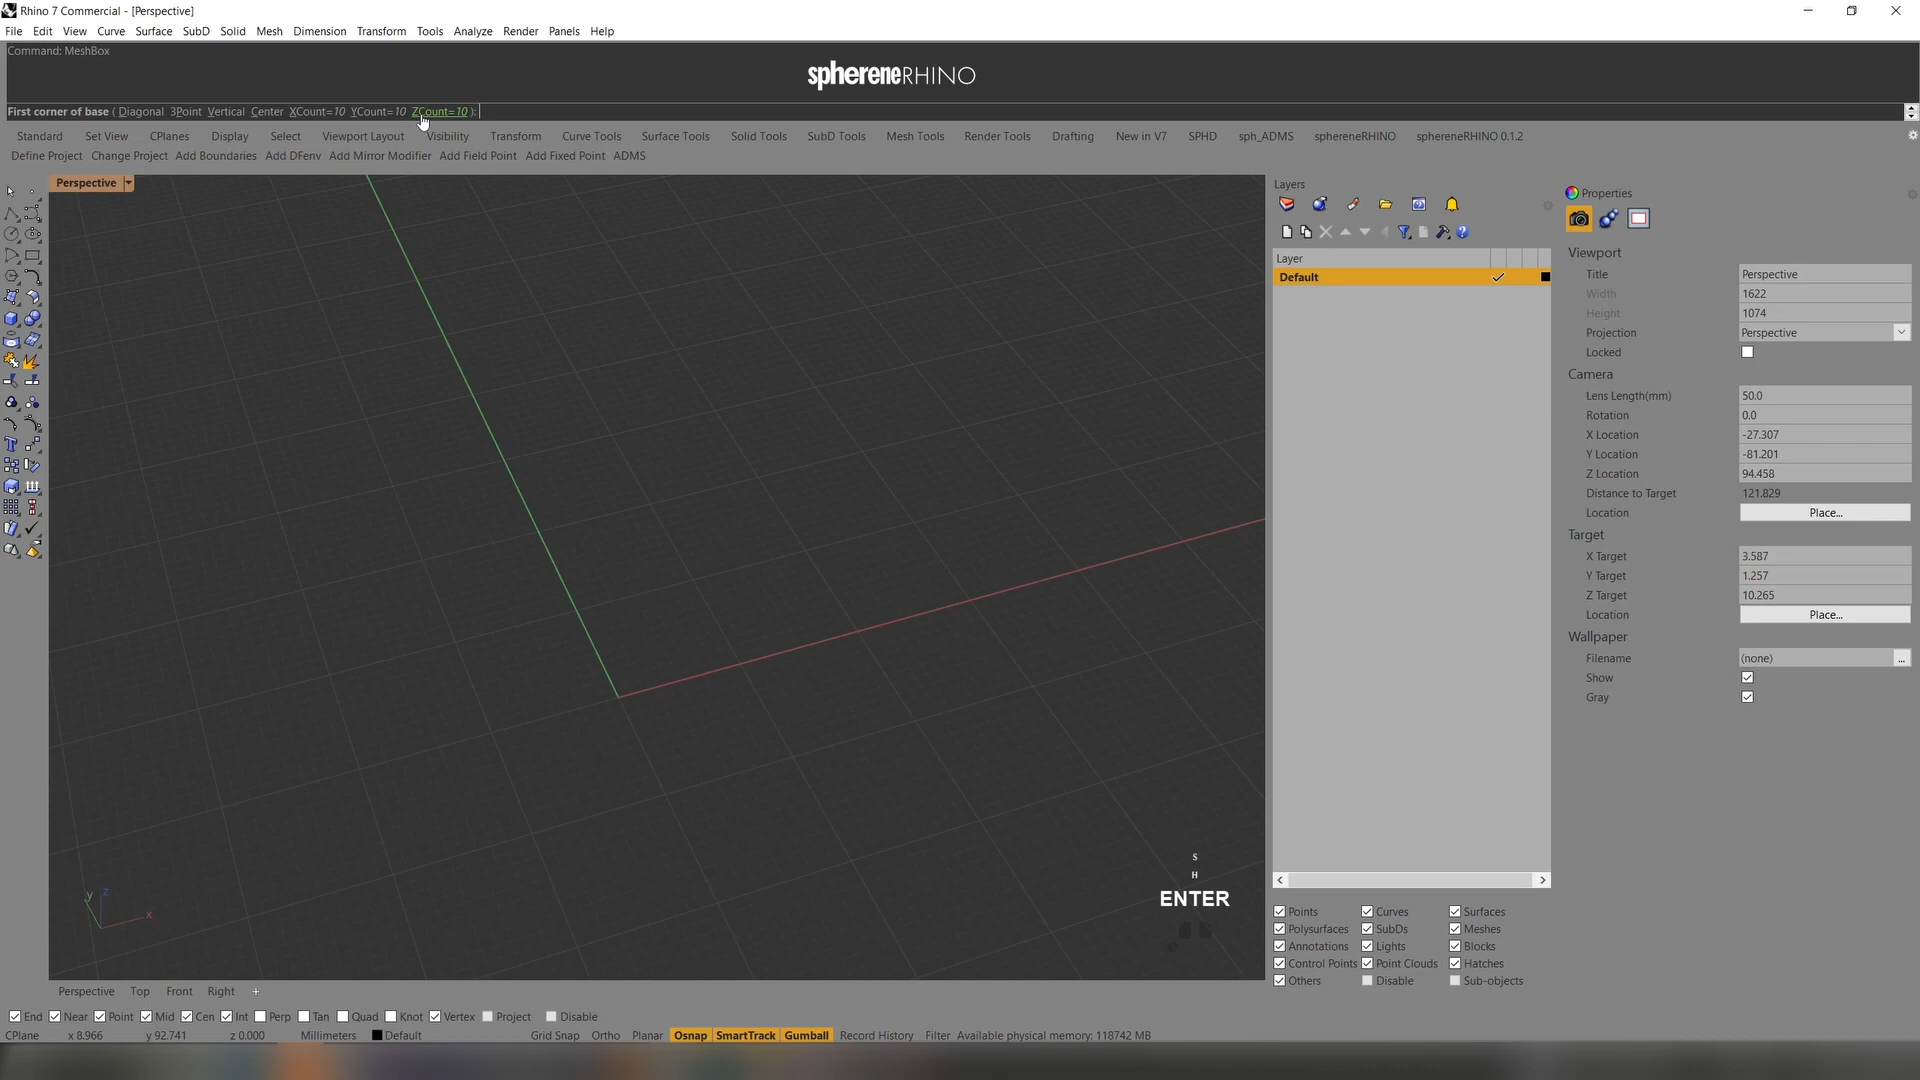 Rhino 7 Commercial - [Perspective]
File Edit View Curve Surface SubD Solid Mesh Dimension Transform Tools Analyze Render Panels Help
Command: MeshBox
sphereneRHINO
First corner of base ( Diagonal 3Point Vertical Center XCount=10 YCount=10 ZCount=10 ):
Standard Set View CPlanes Display Select Viewport Layout Visibility Transform Curve Tools Surface Tools Solid Tools SubD Tools Mesh Tools Render Tools Drafting New in V7 SPHD sph_ADMS sphereneRHINO sphereneRHINO 0.1.2
Define Project Change Project Add Boundaries Add DFenv Add Mirror Modifier Add Field Point Add Fixed Point ADMS
Perspective
Layers
Layer
Default
Properties
Viewport
Title Perspective
Width 1622
Height 1074
Projection Perspective
Locked
Camera
Lens Length(mm) 50.0
Rotation 0.0
X Location -27.307
Y Location -81.201
Z Location 94.458
Distance to Target 121.829
Location Place...
Target
X Target 3.587
Y Target 1.257
Z Target 10.265
Location Place...
Wallpaper
Filename (none) ...
Show
Gray
S
H
ENTER
y z x
Points Curves Surfaces
Polysurfaces SubDs Meshes
Annotations Lights Blocks
Control Points Point Clouds Hatches
Others Disable Sub-objects
Perspective Top Front Right
End Near Point Mid Cen Int Perp Tan Quad Knot Vertex Project Disable
CPlane x 8.966 y 92.741 z 0.000 Millimeters Default Grid Snap Ortho Planar Osnap SmartTrack Gumball Record History Filter Available physical memory: 118742 MB